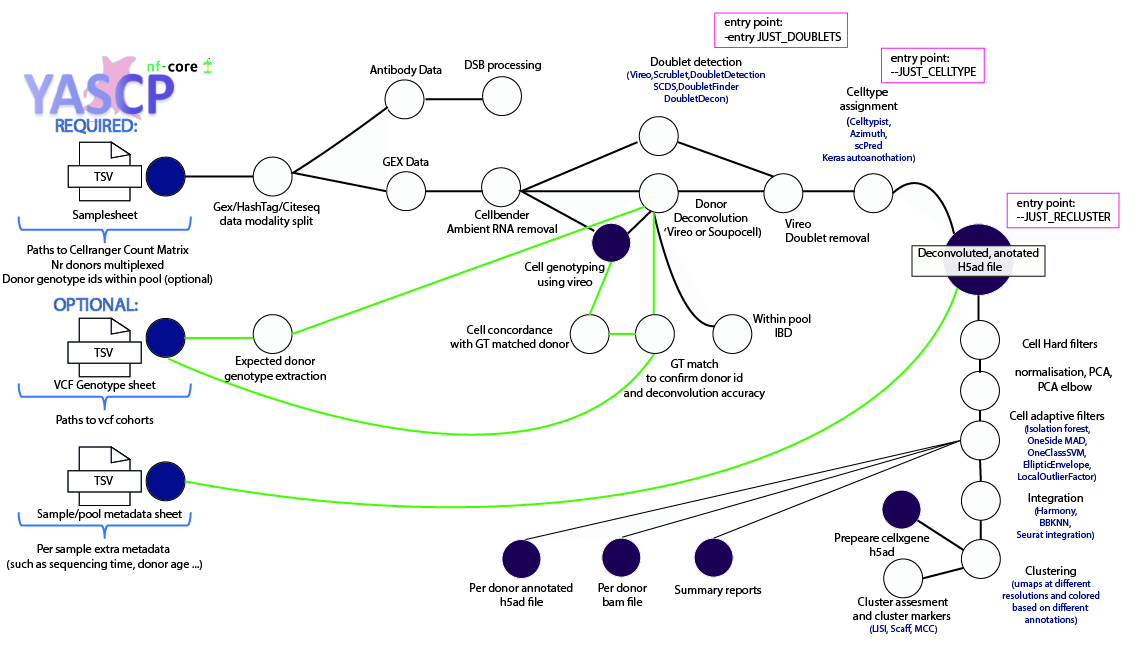 nf-core
YASCP
REQUIRED:
TSV
Samplesheet
Paths to Cellranger Count Matrix
Nr donors multiplexed
Donor genotype ids within pool (optional)
OPTIONAL:
TSV
VCF Genotype sheet
Paths to vcf cohorts
TSV
Sample/pool metadata sheet
Per sample extra metadata
(such as sequencing time, donor age ...)
Gex/HashTag/Citeseq
data modality split
Antibody Data
DSB processing
GEX Data
Cellbender
Ambient RNA removal
Expected donor
genotype extraction
entry point:
-entry JUST_DOUBLETS
Doublet detection
(Vireo,Scrublet,DoubletDetection
SCDS,DoubletFinder
DoubletDecon)
Donor
Deconvolution
(Vireo or Soupocell)
Cell genotyping
using vireo
Cell concordance
with GT matched donor
GT match
to confirm donor id
and deconvolution accuracy
Within pool
IBD
Vireo
Doublet removal
entry point:
--JUST_CELLTYPE
Celltype
assignment
(Celltypist,
Azimuth,
scPred
Keras autoanothation)
entry point:
--JUST_RECLUSTER
Deconvoluted, anotated
H5ad file
Cell Hard filters
normalisation, PCA,
PCA elbow
Cell adaptive filters
(Isolation forest,
OneSide MAD,
OneClassSVM,
EllipticEnvelope,
LocalOutlierFactor)
Integration
(Harmony,
BBKNN,
Seurat integration)
Clustering
(umaps at different
resolutions and colored
based on different
annotations)
Prepeare cellxgene
h5ad
Cluster assesment
and cluster markers
(LISI, Scaff, MCC)
Per donor annotated
h5ad file
Per donor
bam file
Summary reports